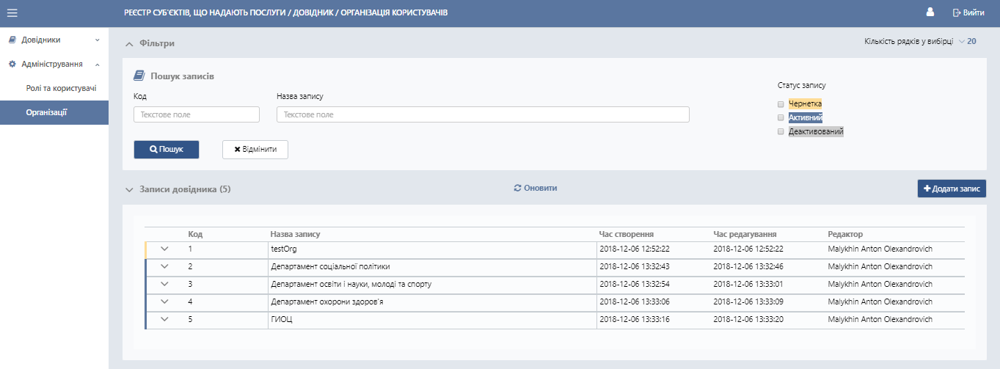 РЕЄСТР СУБ'ЄКТІВ, ЩО НАДАЮТЬ ПОСЛУГИ / ДОВІДНИК / ОРГАНІЗАЦІЯ КОРИСТУВАЧІВ
Вийти
Довідники
Адміністрування
Ролі та користувачі
Організації
Фільтри
Кількість рядків у вибірці 20
Пошук записів
Код
Назва запису
Статус запису
Текстове поле
Текстове поле
Чернетка
Активний
Деактивований
Пошук
Відмінити
Записи довідника (5)
Оновити
Додати запис
Код Назва запису Час створення Час редагування Редактор
1 testOrg 2018-12-06 12:52:22 2018-12-06 12:52:22 Malykhin Anton Olexandrovich
2 Департамент соціальної політики 2018-12-06 13:32:43 2018-12-06 13:32:46 Malykhin Anton Olexandrovich
3 Департамент освіти і науки, молоді та спорту 2018-12-06 13:32:54 2018-12-06 13:33:01 Malykhin Anton Olexandrovich
4 Департамент охорони здоров'я 2018-12-06 13:33:06 2018-12-06 13:33:09 Malykhin Anton Olexandrovich
5 ГИОЦ 2018-12-06 13:33:16 2018-12-06 13:33:20 Malykhin Anton Olexandrovich